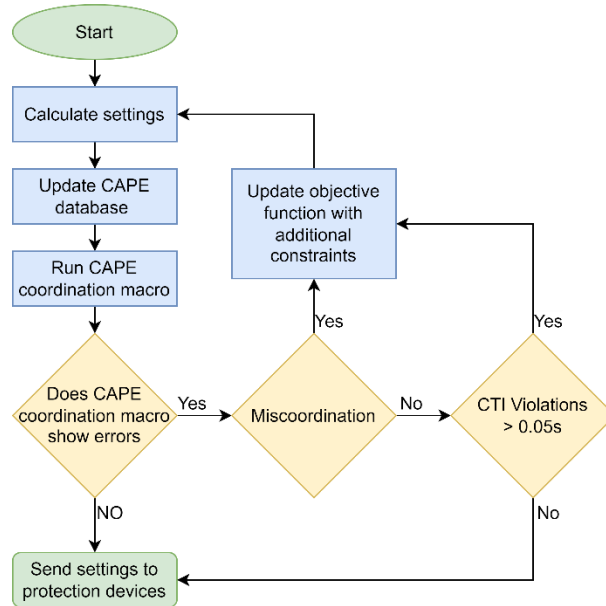 Start
Calculate settings
Update CAPE
database
Run CAPE
coordination macro
Update objective
function with
additional
constraints
Yes
Yes
Does CAPE
coordination macro
show errors
Yes
Miscoordination
No
CTI Violations
> 0.05s
NO
No
Send settings to
protection devices